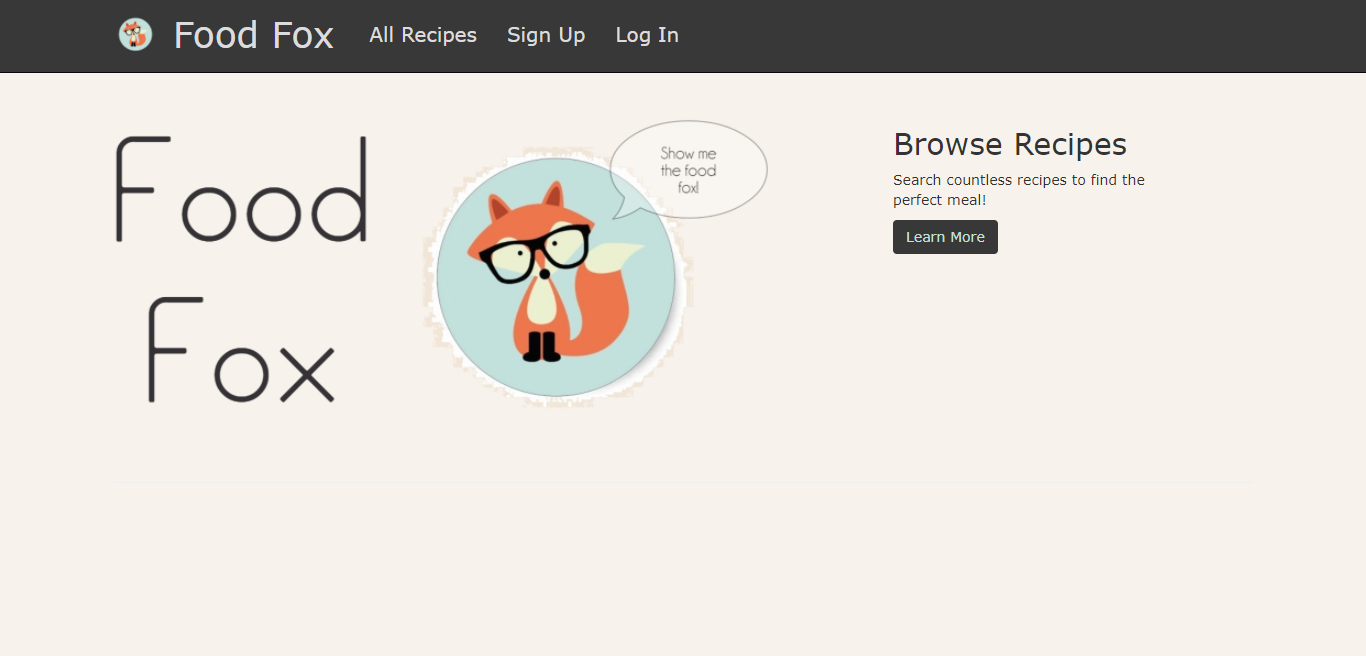 Food Fox
All Recipes
Sign Up
Log In
Food
Fox
Show me
the food
fox!
Browse Recipes
Search countless recipes to find the
perfect meal!
Learn More